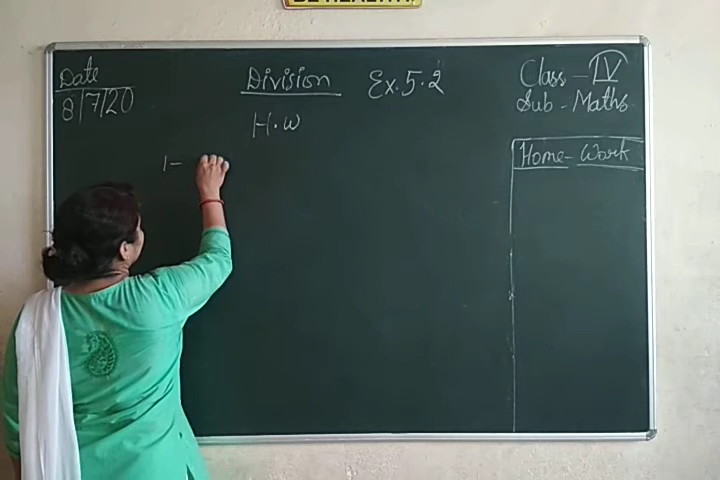 Date
8/7/20
Division Ex. 5.2
Class - IV
Sub - Maths
H.W
1-
Home-Work